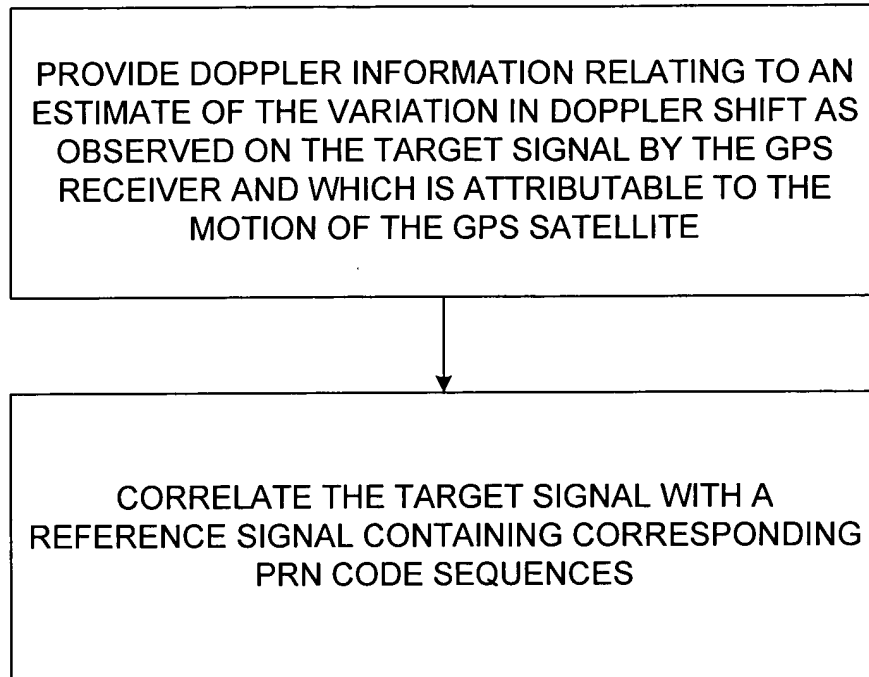 PROVIDE DOPPLER INFORMATION RELATING TO AN
ESTIMATE OF THE VARIATION IN DOPPLER SHIFT AS
OBSERVED ON THE TARGET SIGNAL BY THE GPS
RECEIVER AND WHICH IS ATTRIBUTABLE TO THE
MOTION OF THE GPS SATELLITE
CORRELATE THE TARGET SIGNAL WITH A
REFERENCE SIGNAL CONTAINING CORRESPONDING
PRN CODE SEQUENCES